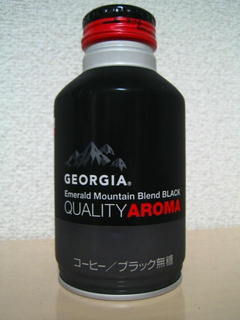 GEORGIA®
Emerald Mountain Blend BLACK
QUALITY AROMA
コーヒー／ブラック無糖